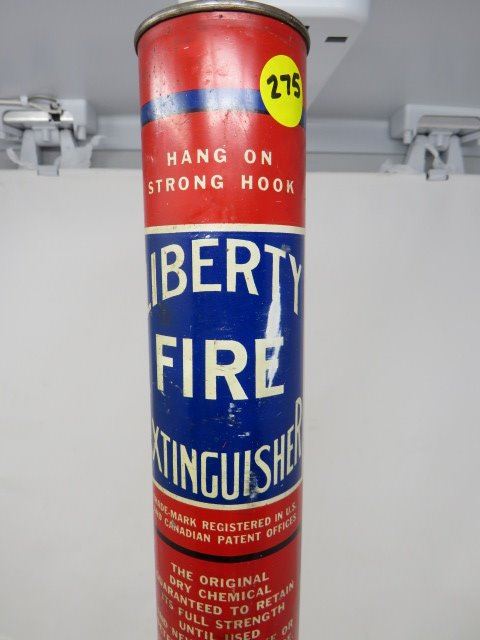 275
HANG ON
STRONG HOOK
LIBERTY
FIRE
EXTINGUISHER
TRADE-MARK REGISTERED IN U.S.
AND CANADIAN PATENT OFFICES
THE ORIGINAL
DRY CHEMICAL
GUARANTEED TO RETAIN
ITS FULL STRENGTH
UNTIL USED
OR